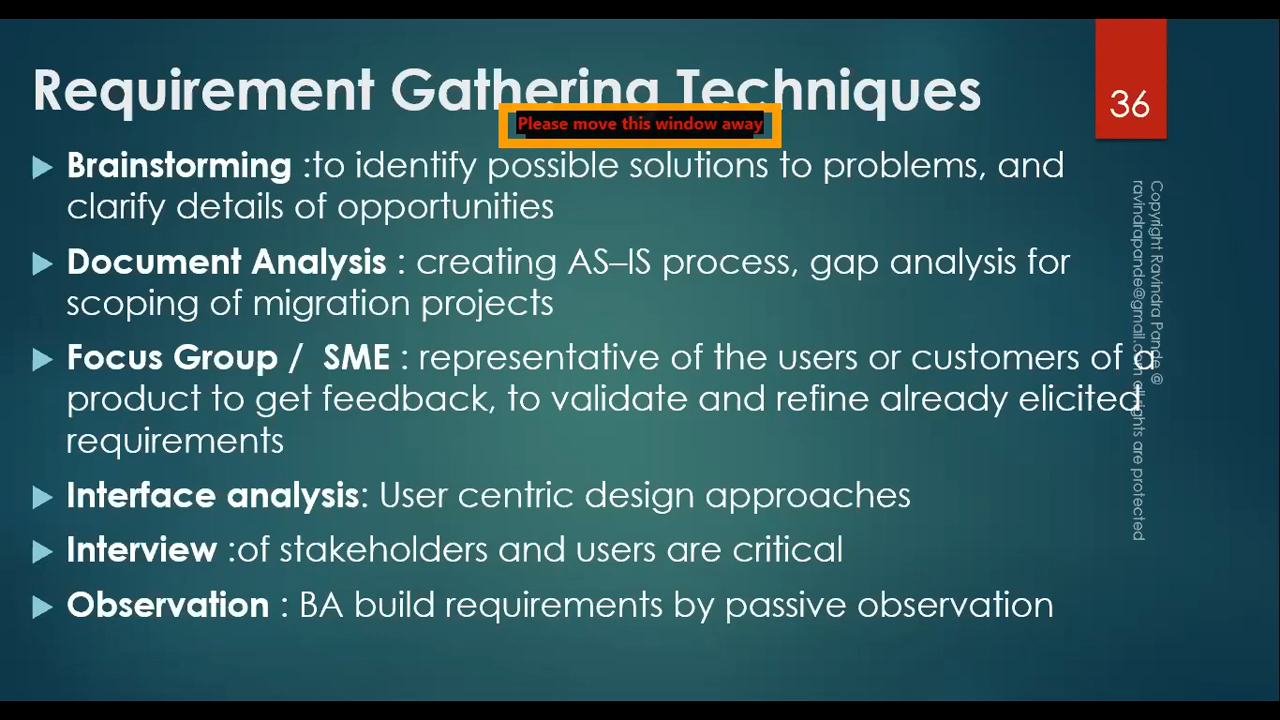 Requirement Gathering Techniques
36
Please move this window away
Brainstorming :to identify possible solutions to problems, and
clarify details of opportunities
Document Analysis : creating AS–IS process, gap analysis for
scoping of migration projects
Focus Group / SME : representative of the users or customers of a
product to get feedback, to validate and refine already elicited
requirements
Interface analysis: User centric design approaches
Interview :of stakeholders and users are critical
Observation : BA build requirements by passive observation
Copyright Ravindra Pande @
ravindrapande@gmail.com all rights are protected